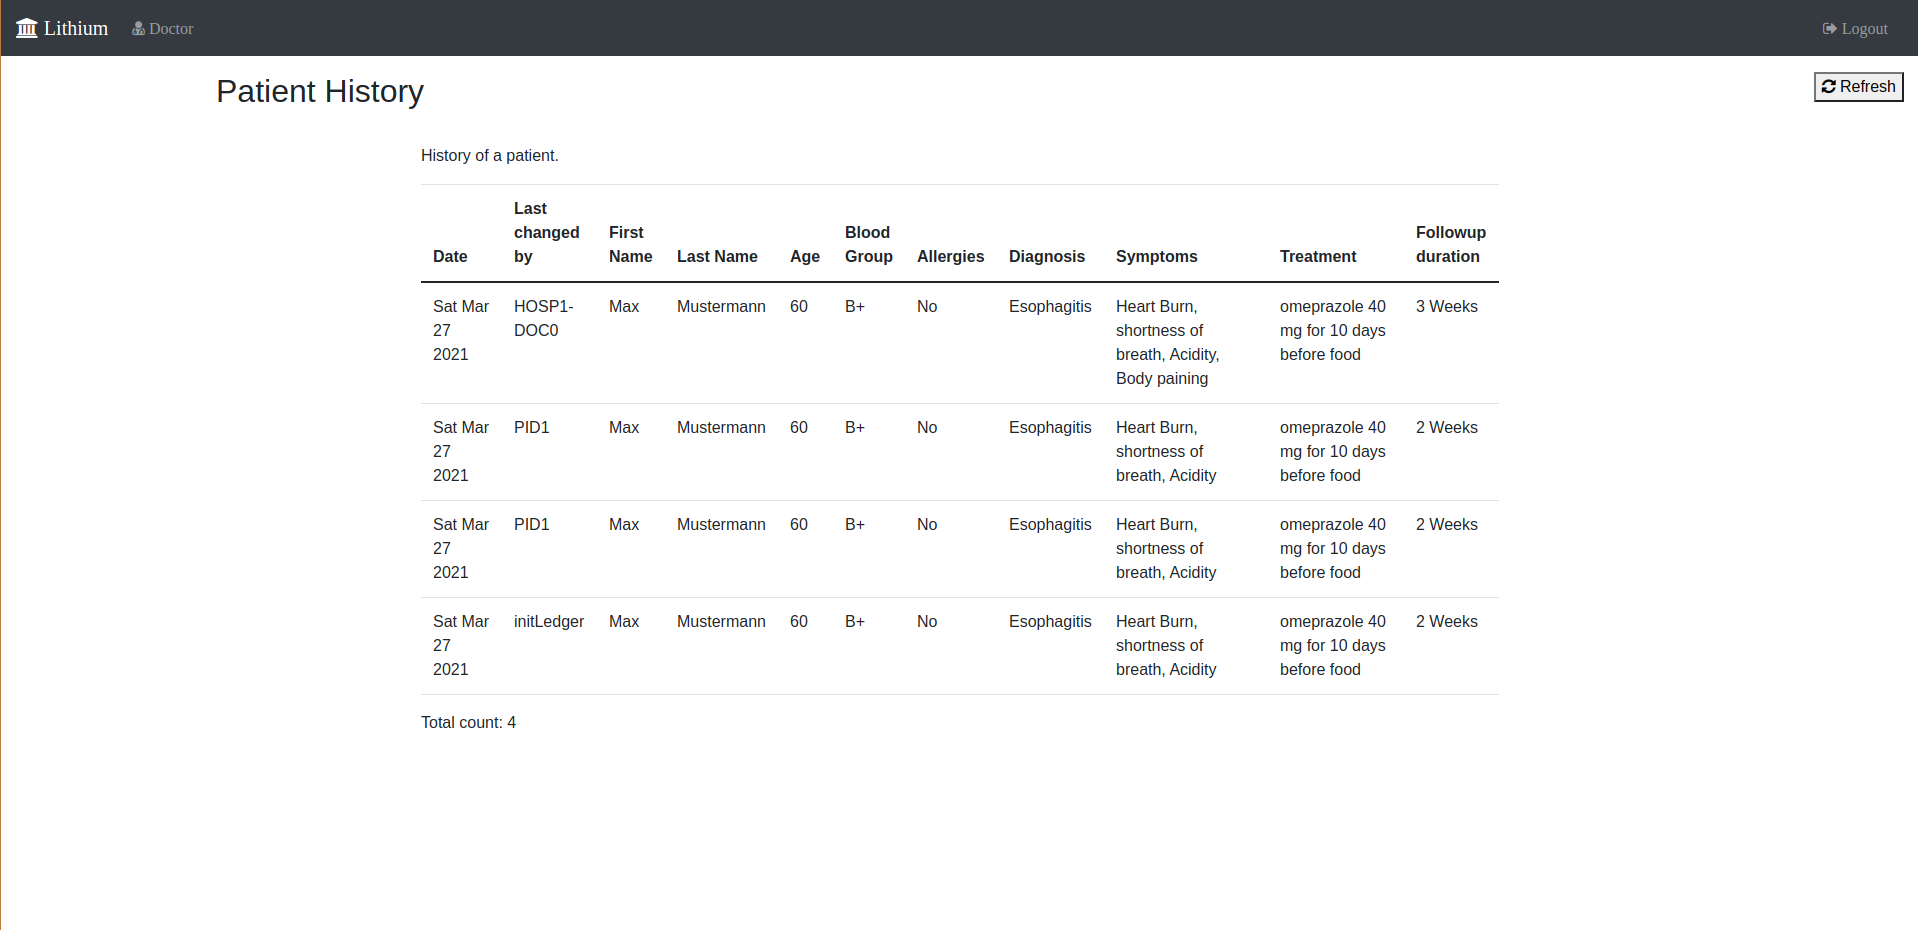 Lithium Doctor Logout
Patient History
Refresh
History of a patient.
Date Last changed by First Name Last Name Age Blood Group Allergies Diagnosis Symptoms Treatment Followup duration
Sat Mar 27 2021 HOSP1-DOC0 Max Mustermann 60 B+ No Esophagitis Heart Burn, shortness of breath, Acidity, Body paining omeprazole 40 mg for 10 days before food 3 Weeks
Sat Mar 27 2021 PID1 Max Mustermann 60 B+ No Esophagitis Heart Burn, shortness of breath, Acidity omeprazole 40 mg for 10 days before food 2 Weeks
Sat Mar 27 2021 PID1 Max Mustermann 60 B+ No Esophagitis Heart Burn, shortness of breath, Acidity omeprazole 40 mg for 10 days before food 2 Weeks
Sat Mar 27 2021 initLedger Max Mustermann 60 B+ No Esophagitis Heart Burn, shortness of breath, Acidity omeprazole 40 mg for 10 days before food 2 Weeks
Total count: 4